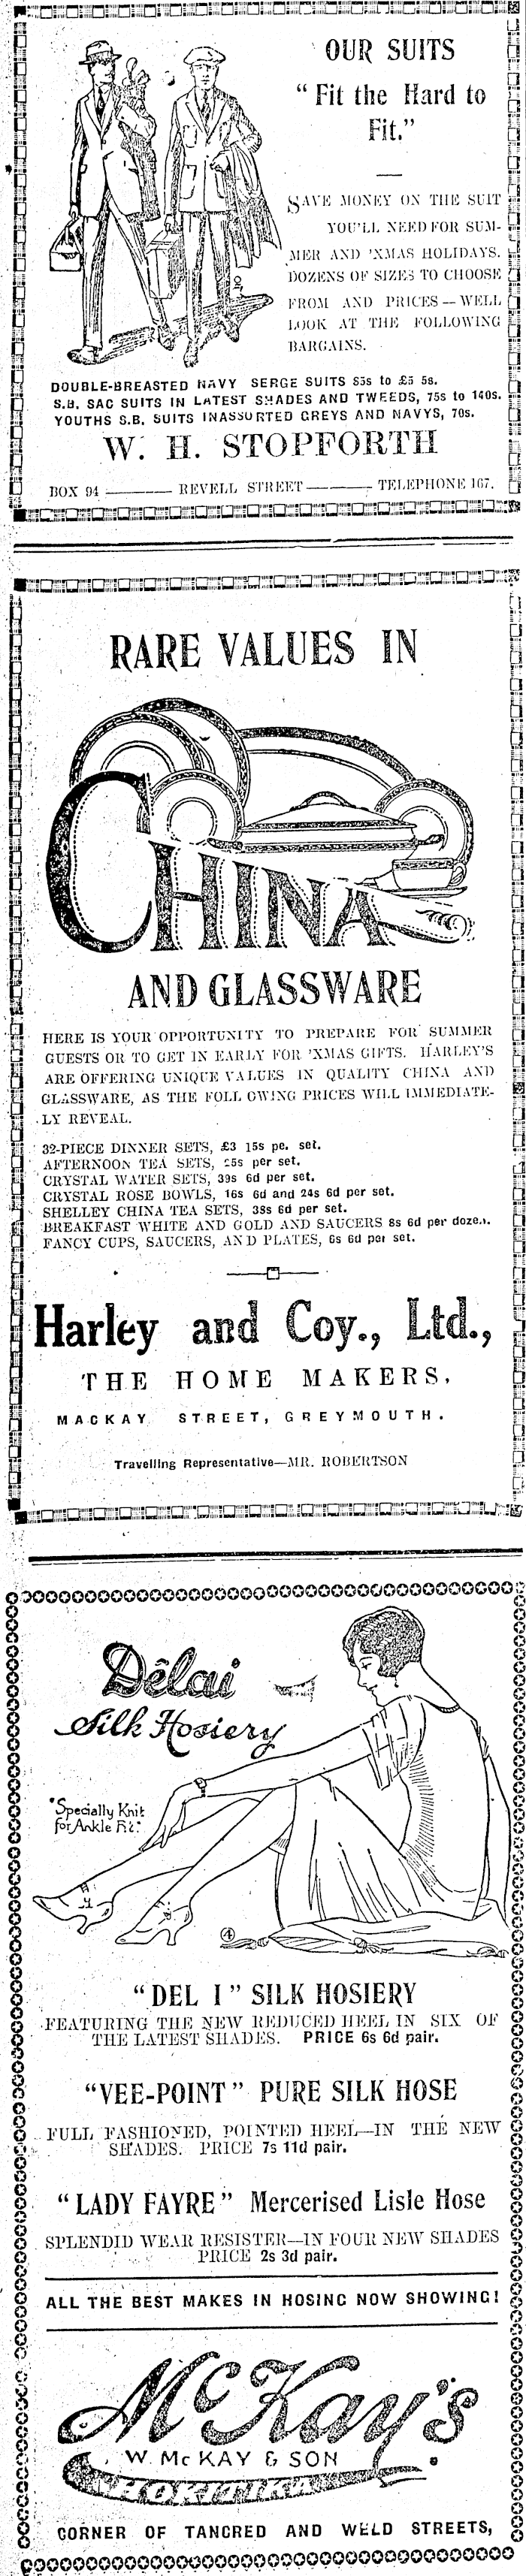 OUR SUITS
"Fit the Hard to
Fit."
SAVE MONEY ON THE SUIT
YOU'LL NEED FOR SUM-
MER AND 'XMAS HOLIDAYS.
DOZENS OF SIZES TO CHOOSE
FROM AND PRICES—WELL
LOOK AT THE FOLLOWING
BARGAINS.
DOUBLE-BREASTED NAVY SERGE SUITS to £5 5s.
S.B. SAC SUITS IN LATEST SHADES AND TWEEDS, 75s to 140s.
YOUTHS S.B. SUITS INASSURTED GREYS AND NAVYS, 70s.
W. H. STOPFORTH
BOX 94 ——— REVELL STREET ——— TELEPHONE 167.
RARE VALUES IN
CHINA
AND GLASSWARE
HERE IS YOUR OPPORTUNITY TO PREPARE FOR SUMMER
GUESTS OR TO GET IN EARLY FOR 'XMAS GIFTS. HARLEY'S
ARE OFFERING UNIQUE VALUES IN QUALITY CHINA AND
GLASSWARE, AS THE FOLL OWING PRICES WILL IMMEDIATE-
LY REVEAL.
32-PIECE DINNER SETS, £3 15s pe. set.
AFTERNOON TEA SETS, per set.
CRYSTAL WATER SETS, 39s 6d per set.
CRYSTAL ROSE BOWLS, 16s 6d and 24s 6d per set.
SHELLEY CHINA TEA SETS, 38s 6d per set.
BREAKFAST WHITE AND GOLD AND SAUCERS 8s 6d per doze..
FANCY CUPS, SAUCERS, AND PLATES, 6s 6d per set.
Harley and Coy., Ltd.,
THE HOME MAKERS,
MACKAY STREET, GREYMOUTH.
Travelling Representative—MR. ROBERTSON
Dêlai
Silk Hosiery
"Specially Knit
for Ankle Fit."
4
"DEL I" SILK HOSIERY
FEATURING THE NEW REDUCED HEEL IN SIX OF
THE LATEST SHADES. PRICE 6s 6d pair.
"VEE-POINT" PURE SILK HOSE
FULL FASHIONED, POINTED HEEL—IN THE NEW
SHADES. PRICE 7s 11d pair.
"LADY FAYRE" Mercerised Lisle Hose
SPLENDID WEAR RESISTER—IN FOUR NEW SHADES
PRICE 2s 3d pair.
ALL THE BEST MAKES IN HOSING NOW SHOWING!
McKay's
W. Mc KAY & SON
HOKITIKA
CORNER OF TANCRED AND WELD STREETS,